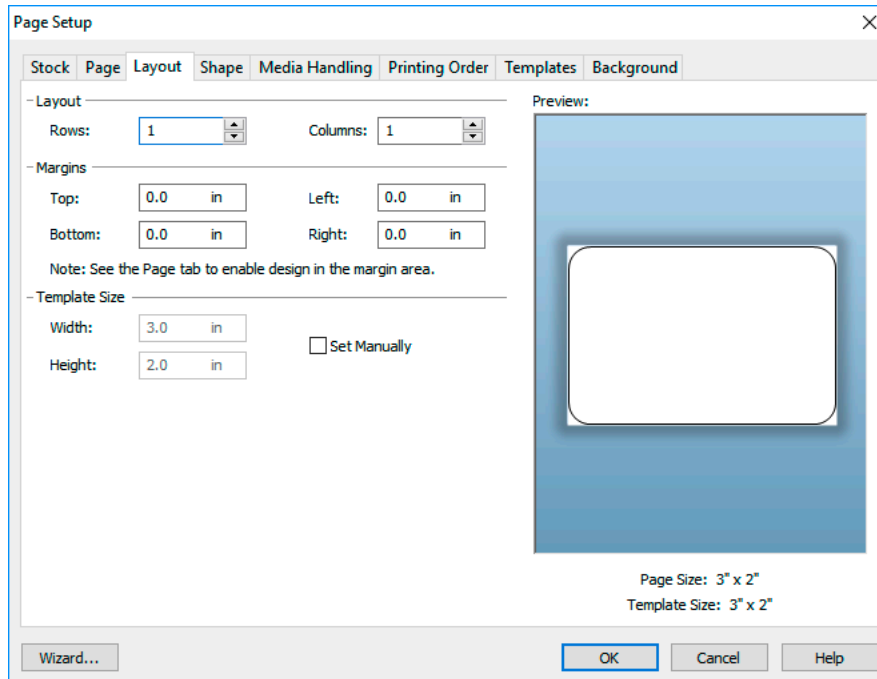 Page Setup
Stock Page Layout Shape Media Handling Printing Order Templates Background
Layout
Rows: 1 Columns: 1
Margins
Top: 0.0 in Left: 0.0 in
Bottom: 0.0 in Right: 0.0 in
Note: See the Page tab to enable design in the margin area.
Template Size
Width: 3.0 in
Set Manually
Height: 2.0 in
Preview:
Page Size: 3" x 2"
Template Size: 3" x 2"
Wizard... OK Cancel Help